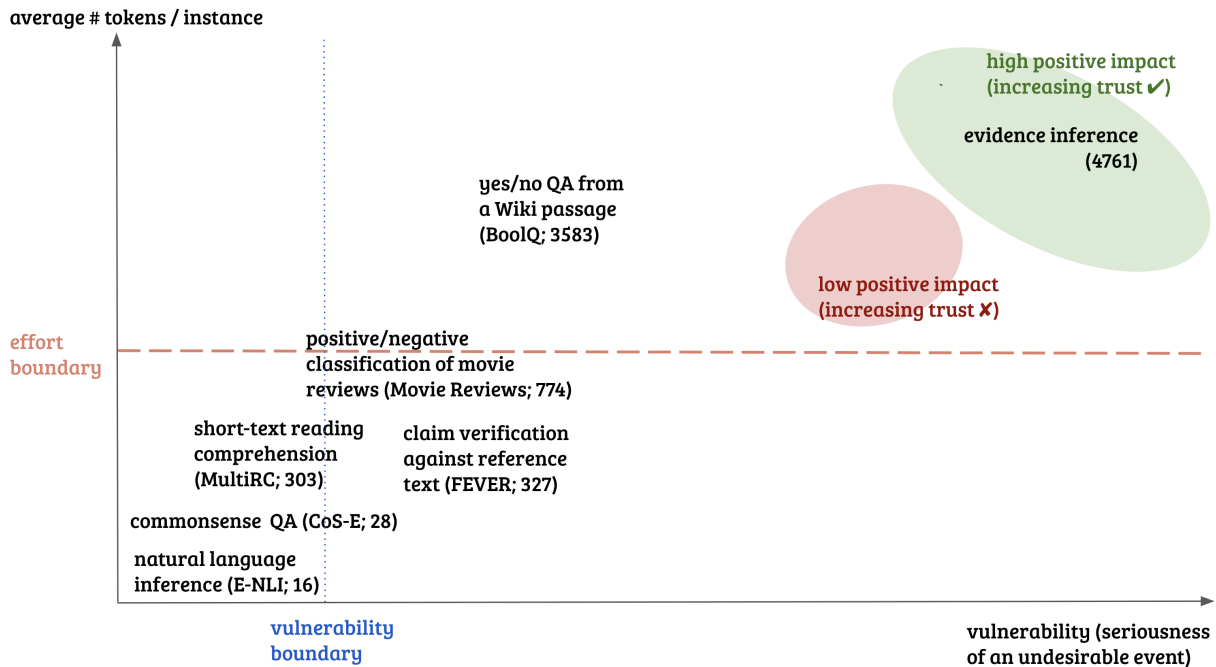 average # tokens / instance
high positive impact
(increasing trust ✔)
evidence inference
(4761)
yes/no QA from
a Wiki passage
(BoolQ; 3583)
low positive impact
(increasing trust ✘)
effort
boundary
positive/negative
classification of movie
reviews (Movie Reviews; 774)
short-text reading
comprehension
(MultiRC; 303)
claim verification
against reference
text (FEVER; 327)
commonsense QA (CoS-E; 28)
natural language
inference (E-NLI; 16)
vulnerability
boundary
vulnerability (seriousness
of an undesirable event)